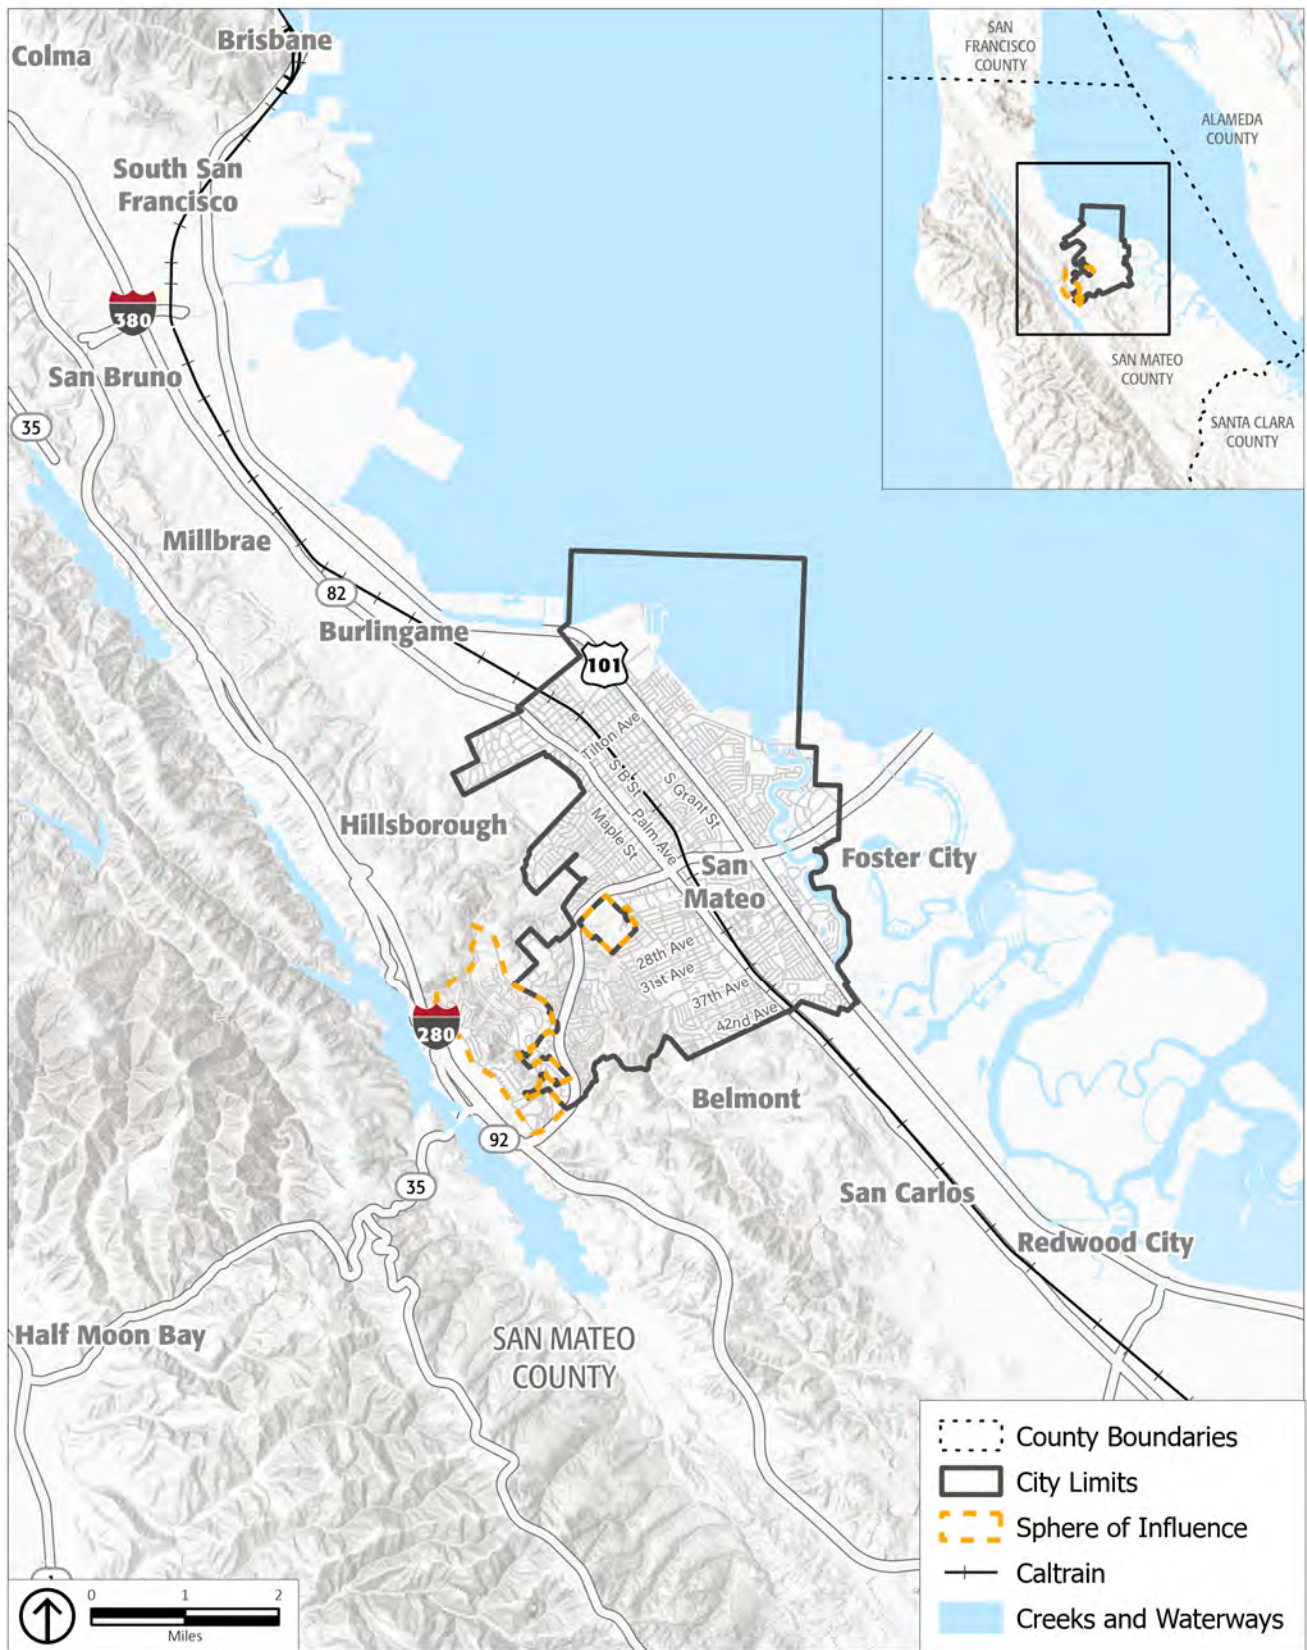 Colma
Brisbane
South San
Francisco
380
San Bruno
35
Millbrae
82
Burlingame
101
Tilton Ave
S B St
S Grant St
Palm Ave
Maple St
Hillsborough
San
Mateo
Foster City
28th Ave
31st Ave
37th Ave
42nd Ave
280
Belmont
92
35
San Carlos
Redwood City
Half Moon Bay
SAN MATEO
COUNTY
SAN
FRANCISCO
COUNTY
ALAMEDA
COUNTY
SAN MATEO
COUNTY
SANTA CLARA
COUNTY
County Boundaries
City Limits
Sphere of Influence
Caltrain
Creeks and Waterways
0 1 2
Miles